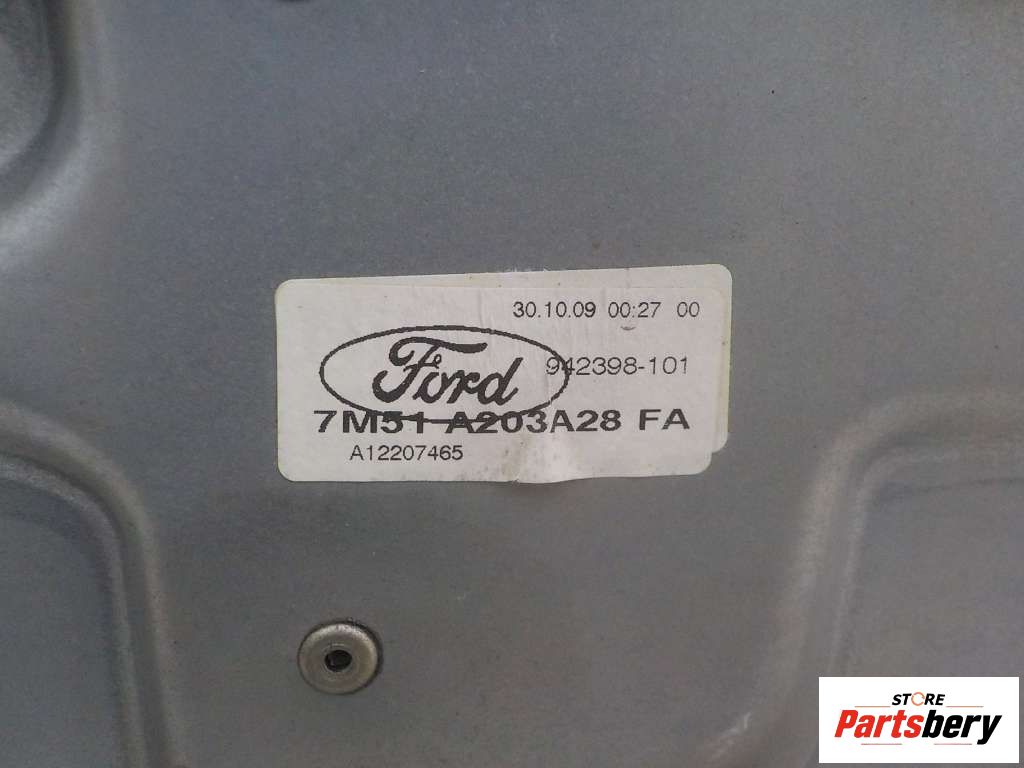 30.10.09 00:27 00
Ford
942398-101
7M51 A203A28 FA
A12207465
STORE
Partsbery